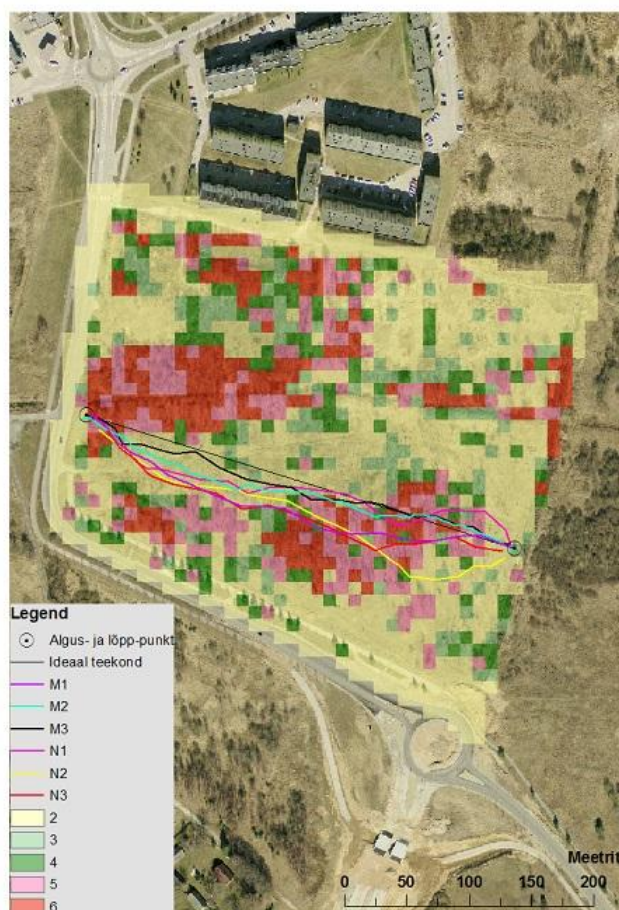 Legend
Algus- ja lõpp-punkt
Ideaal teekond
M1
M2
M3
N1
N2
N3
2
3
4
5
6
Meetrit
0 50 100 150 200